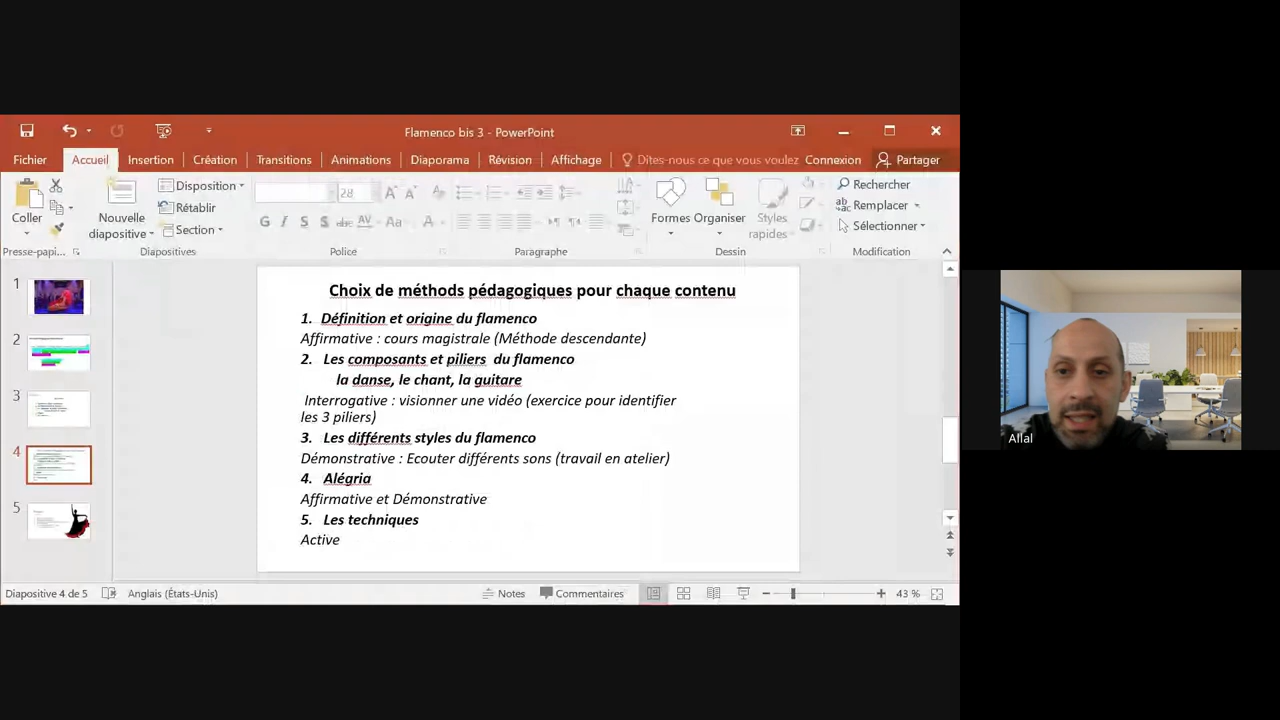 Flamenco bis 3 - PowerPoint
Fichier Accueil Insertion Création Transitions Animations Diaporama Révision Affichage Dites-nous ce que vous voulez Connexion Partager
Coller
Nouvelle diapositive
Disposition
Rétablir
Section
28
Formes Organiser Styles rapides
Rechercher
Remplacer
Sélectionner
Presse-papi... Diapositives Police Paragraphe Dessin Modification
1
2
3
4
5
Choix de méthods pédagogiques pour chaque contenu
1. Définition et origine du flamenco
Affirmative : cours magistrale (Méthode descendante)
2. Les composants et piliers du flamenco
la danse, le chant, la guitare
Interrogative : visionner une vidéo (exercice pour identifier
les 3 piliers)
3. Les différents styles du flamenco
Démonstrative : Ecouter différents sons (travail en atelier)
4. Alégria
Affirmative et Démonstrative
5. Les techniques
Active
Diapositive 4 de 5 Anglais (États-Unis) Notes Commentaires 43 %
Allal